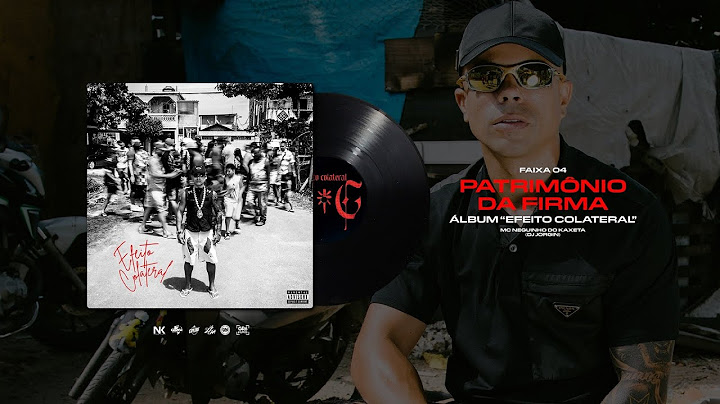 FAIXA 04
PATRIMÔNIO
DA FIRMA
ÁLBUM "EFEITO COLATERAL"
MC NEGUINHO DO KAXETA
(DJ JORGIN)
Efeito
Colateral
PARENTAL
ADVISORY
EXPLICIT CONTENT
colateral
G
NK
PRADA